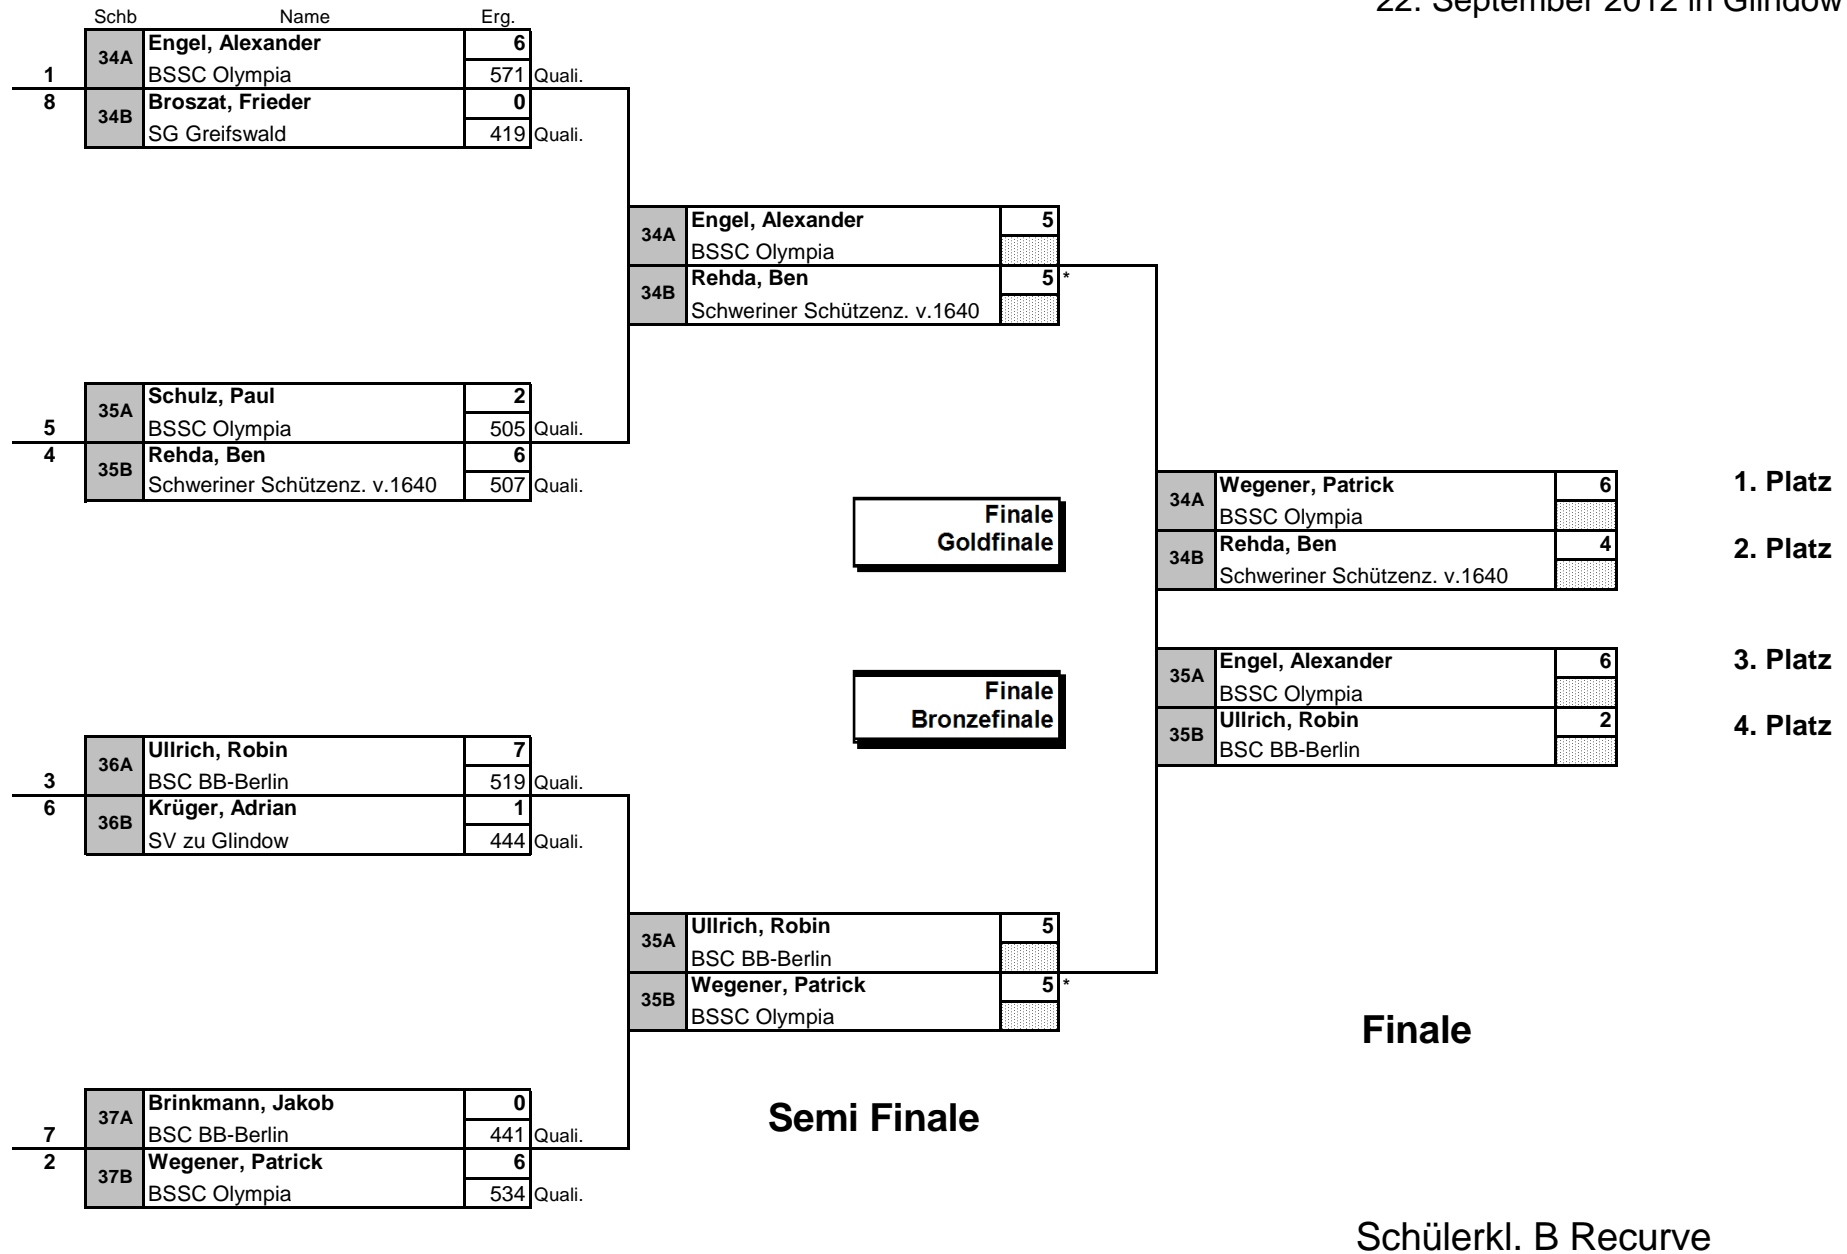 22. September 2012 in Glindow
Schb Name Erg.
34A Engel, Alexander 6
1 BSSC Olympia 571 Quali.
8 34B Broszat, Frieder 0
SG Greifswald 419 Quali.
34A Engel, Alexander 5
BSSC Olympia
34B Rehda, Ben 5 *
Schweriner Schützenz. v.1640
35A Schulz, Paul 2
5 BSSC Olympia 505 Quali.
4 35B Rehda, Ben 6
Schweriner Schützenz. v.1640 507 Quali.
Finale
Goldfinale
34A Wegener, Patrick 6 1. Platz
BSSC Olympia
34B Rehda, Ben 4 2. Platz
Schweriner Schützenz. v.1640
Finale
Bronzefinale
35A Engel, Alexander 6 3. Platz
BSSC Olympia
35B Ullrich, Robin 2 4. Platz
BSC BB-Berlin
36A Ullrich, Robin 7
3 BSC BB-Berlin 519 Quali.
6 36B Krüger, Adrian 1
SV zu Glindow 444 Quali.
35A Ullrich, Robin 5
BSC BB-Berlin
35B Wegener, Patrick 5 *
BSSC Olympia
Finale
Semi Finale
37A Brinkmann, Jakob 0
7 BSC BB-Berlin 441 Quali.
2 37B Wegener, Patrick 6
BSSC Olympia 534 Quali.
Schülerkl. B Recurve